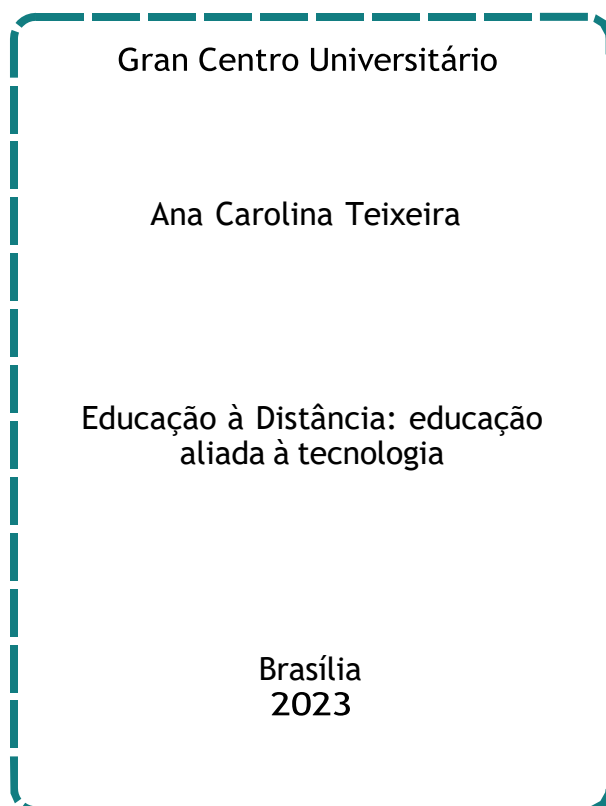 Gran Centro Universitário
Ana Carolina Teixeira
Educação à Distância: educação
aliada à tecnologia
Brasília
2023